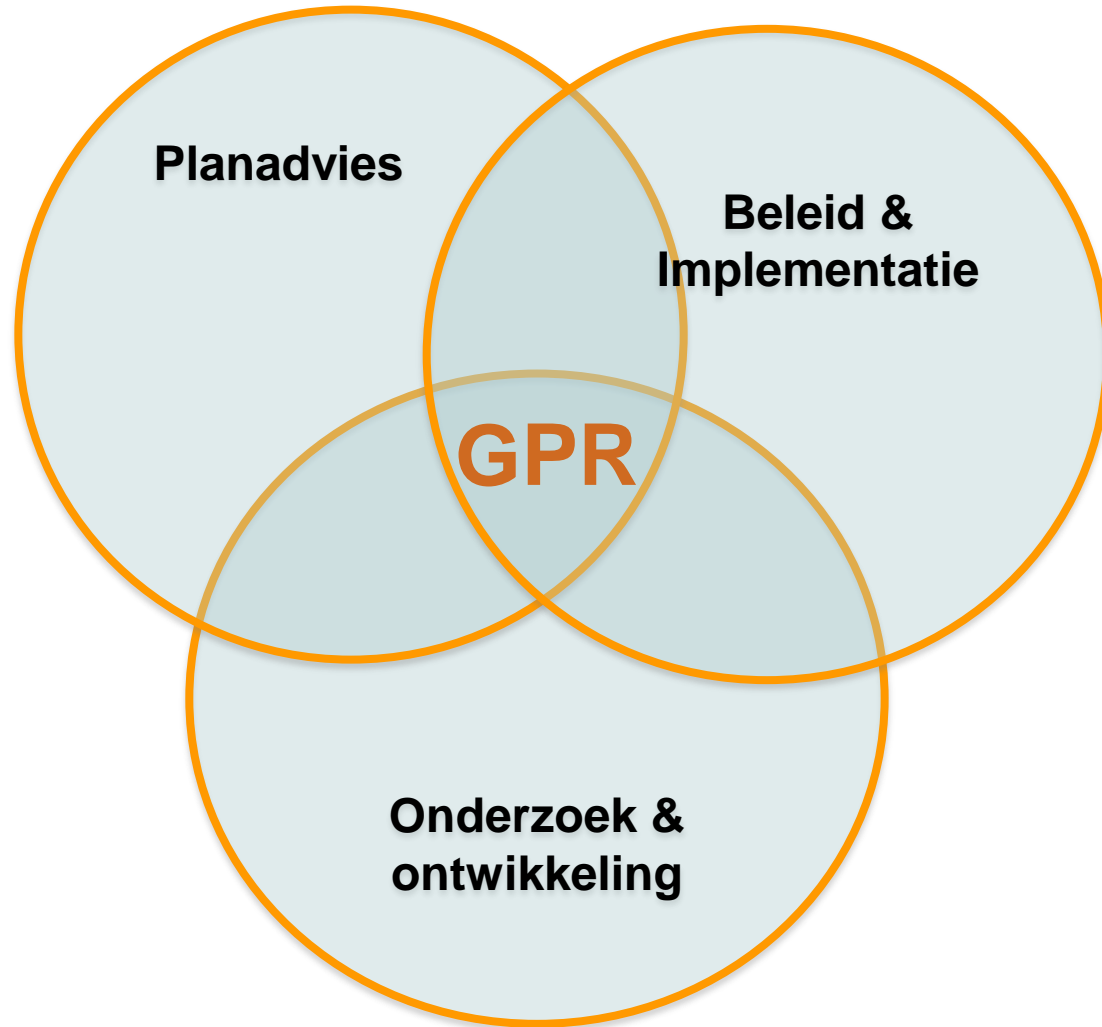 Planadvies
Beleid &
Implementatie
GPR
Onderzoek &
ontwikkeling